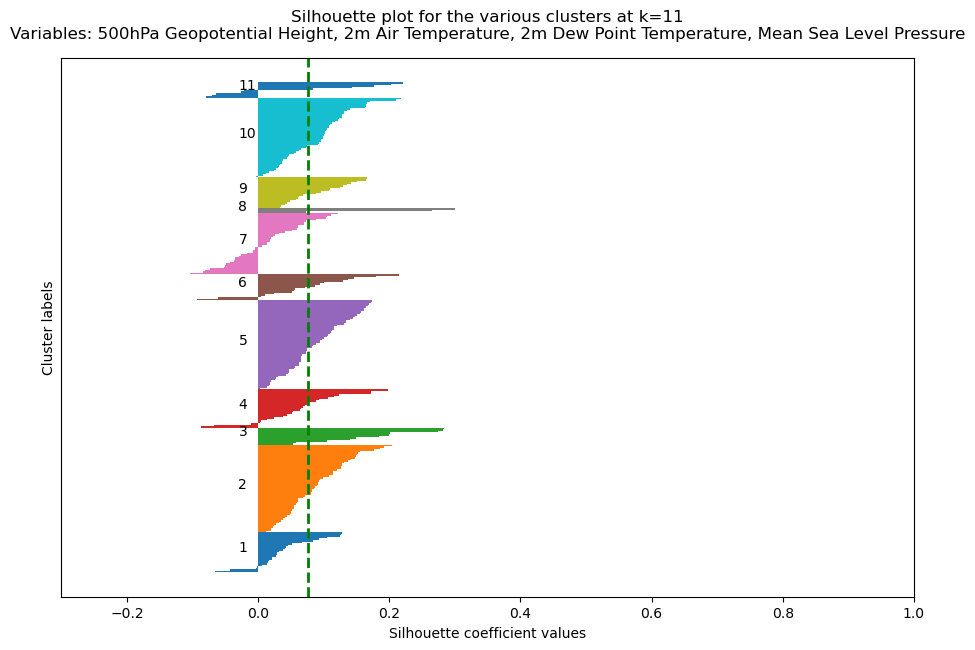 Silhouette plot for the various clusters at k=11
Variables: 500hPa Geopotential Height, 2m Air Temperature, 2m Dew Point Temperature, Mean Sea Level Pressure
11
10
9
8
7
6
5
4
3
2
1
Cluster labels
−0.2 0.0 0.2 0.4 0.6 0.8 1.0
Silhouette coefficient values